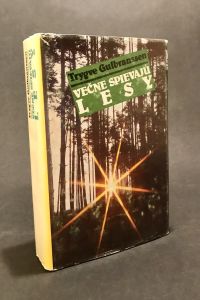 Trygve Gulbranssen
VEČNE SPIEVAJÚ
LESY